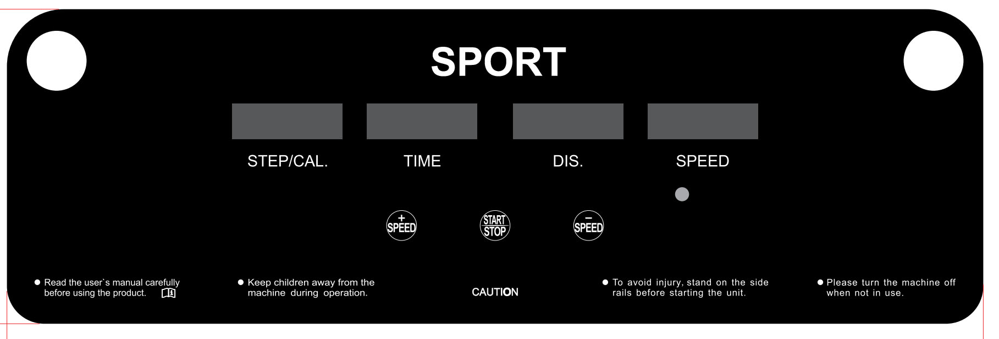 SPORT
STEP/CAL. TIME DIS. SPEED
+ SPEED
START
STOP
− SPEED
● Read the user`s manual carefully
before using the product.
● Keep children away from the
machine during operation.
CAUTION
● To avoid injury, stand on the side
rails before starting the unit.
● Please turn the machine off
when not in use.